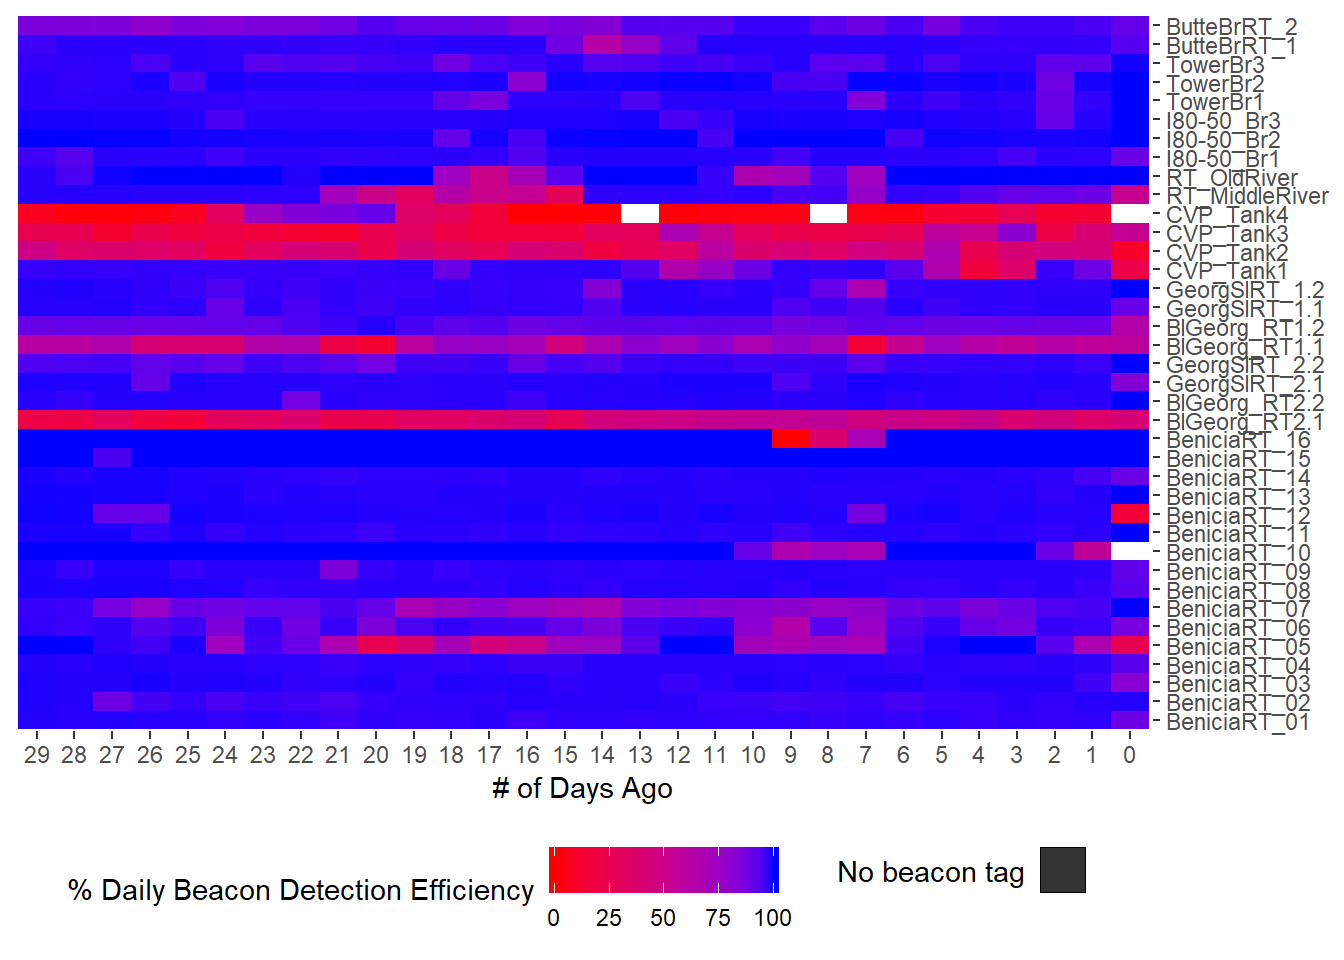 ButteBrRT_2
ButteBrRT_1
TowerBr3
TowerBr2
TowerBr1
I80-50_Br3
I80-50_Br2
I80-50_Br1
RT_OldRiver
RT_MiddleRiver
CVP_Tank4
CVP_Tank3
CVP_Tank2
CVP_Tank1
GeorgSlRT_1.2
GeorgSlRT_1.1
BlGeorg_RT1.2
BlGeorg_RT1.1
GeorgSlRT_2.2
GeorgSlRT_2.1
BlGeorg_RT2.2
BlGeorg_RT2.1
BeniciaRT_16
BeniciaRT_15
BeniciaRT_14
BeniciaRT_13
BeniciaRT_12
BeniciaRT_11
BeniciaRT_10
BeniciaRT_09
BeniciaRT_08
BeniciaRT_07
BeniciaRT_06
BeniciaRT_05
BeniciaRT_04
BeniciaRT_03
BeniciaRT_02
BeniciaRT_01
29 28 27 26 25 24 23 22 21 20 19 18 17 16 15 14 13 12 11 10 9 8 7 6 5 4 3 2 1 0
# of Days Ago
% Daily Beacon Detection Efficiency
0 25 50 75 100
No beacon tag